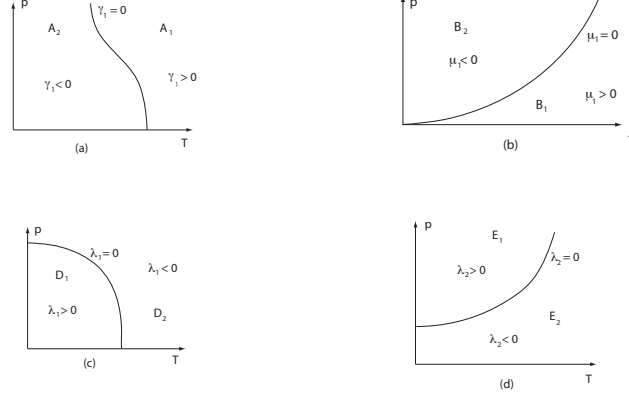 p
γ₁ = 0
A₂
A₁
γ₁ < 0
γ₁ > 0
T
(a)
p
B₂
μ₁ = 0
μ₁ < 0
μ₁ > 0
B₁
(b)
p
λ₁ = 0
λ₁ < 0
D₁
λ₁ > 0
D₂
T
(c)
p
E₁
λ₂ = 0
λ₂ > 0
E₂
λ₂ < 0
T
(d)